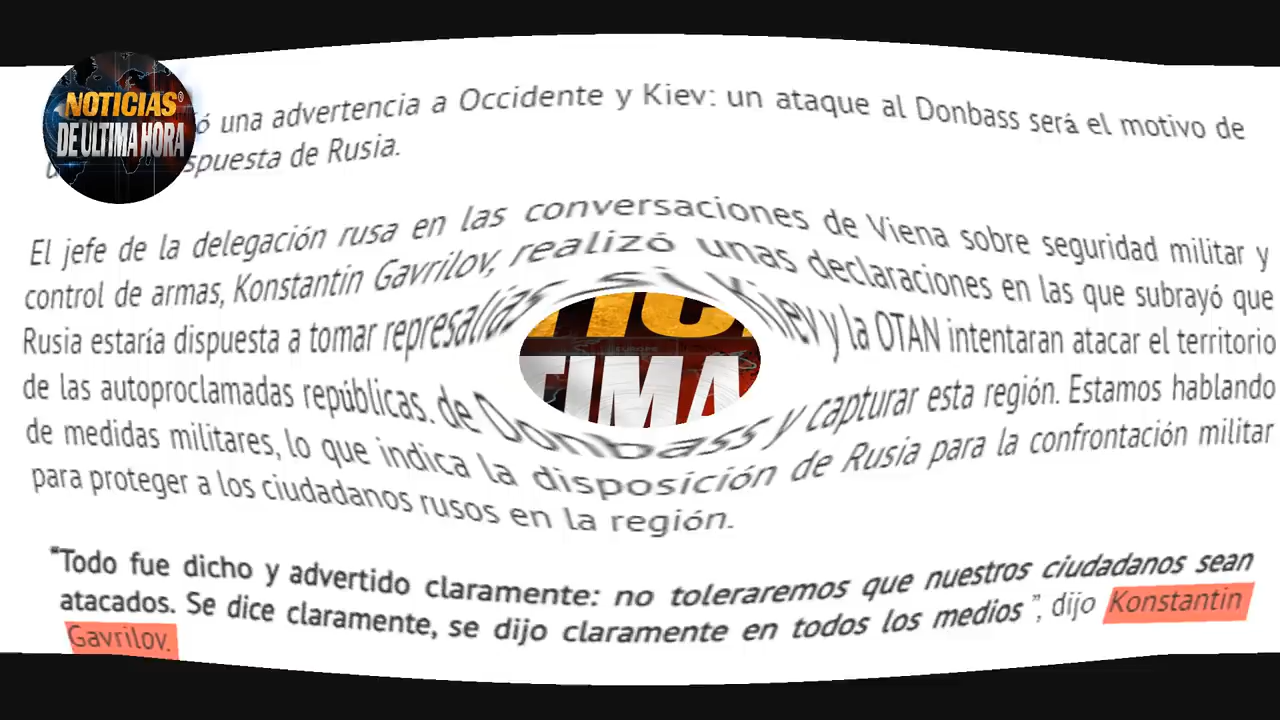 NOTICIAS
DE ÚLTIMA HORA
ó una advertencia a Occidente y Kiev: un ataque al Donbass será el motivo de
spuesta de Rusia.
El jefe de la delegación rusa en las conversaciones de Viena sobre seguridad militar y
control de armas, Konstantin Gavrilov, realizó unas declaraciones en las que subrayó que
Rusia estaría dispuesta a tomar represalias si Kiev y la OTAN intentaran atacar el territorio
TIC
TIMA
de las autoproclamadas repúblicas. de Donbass y capturar esta región. Estamos hablando
de medidas militares, lo que indica la disposición de Rusia para la confrontación militar
para proteger a los ciudadanos rusos en la región.
“Todo fue dicho y advertido claramente: no toleraremos que nuestros ciudadanos sean
atacados. Se dice claramente, se dijo claramente en todos los medios ”, dijo Konstantin
Gavrilov.